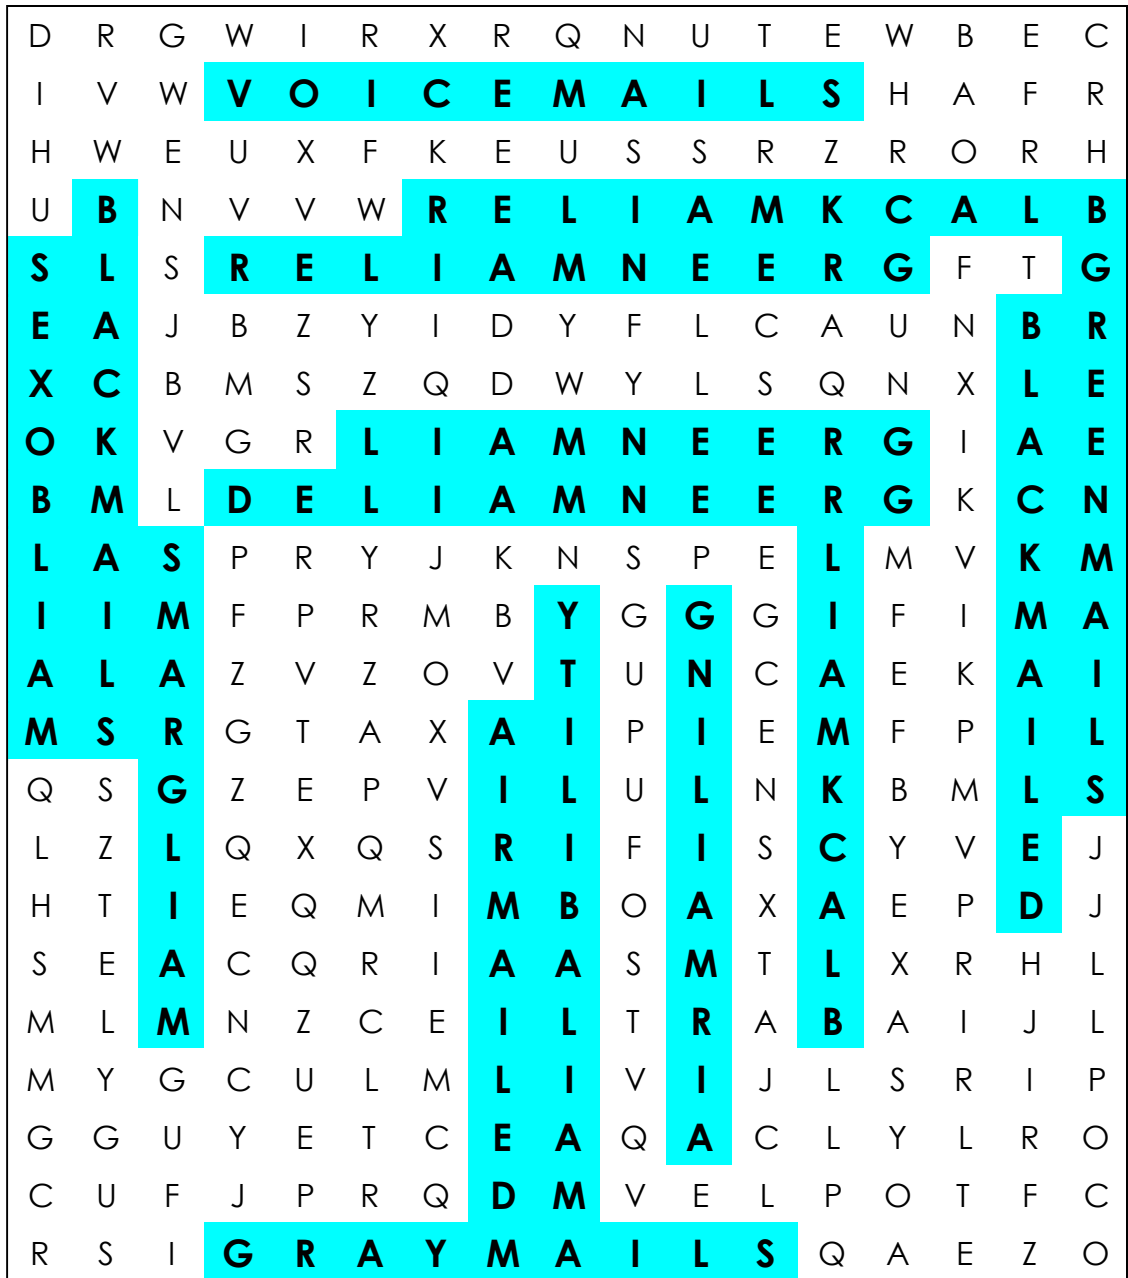 D R G W I R X R Q N U T E W B E C
I V W V O I C E M A I L S H A F R
H W E U X F K E U S S R Z R O R H
U B N V V W R E L I A M K C A L B
S L S R E L I A M N E E R G F T G
E A J B Z Y I D Y F L C A U N B R
X C B M S Z Q D W Y L S Q N X L E
O K V G R L I A M N E E R G I A E
B M L D E L I A M N E E R G K C N
L A S P R Y J K N S P E L M V K M
I I M F P R M B Y G G G I F I M A
A L A Z V Z O V T U N C A E K A I
M S R G T A X A I P I E M F P I L
Q S G Z E P V I L U L N K B M L S
L Z L Q X Q S R I F I S C Y V E J
H T I E Q M I M B O A X A E P D J
S E A C Q R I A A S M T L X R H L
M L M N Z C E I L T R A B A I J L
M Y G C U L M L I V I J L S R I P
G G U Y E T C E A Q A C L Y L R O
C U F J P R Q D M V E L P O T F C
R S I G R A Y M A I L S Q A E Z O